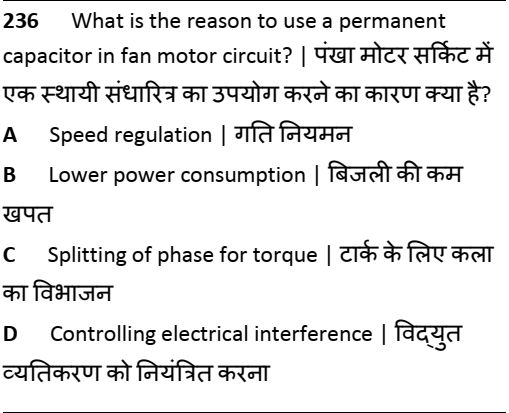 236 What is the reason to use a permanent
capacitor in fan motor circuit? | पंखा मोटर सर्किट में
एक स्थायी संधारित्र का उपयोग करने का कारण क्या है?
A Speed regulation | गति नियमन
B Lower power consumption | बिजली की कम
खपत
C Splitting of phase for torque | टार्क के लिए कला
का विभाजन
D Controlling electrical interference | विद्युत
व्यतिकरण को नियंत्रित करना